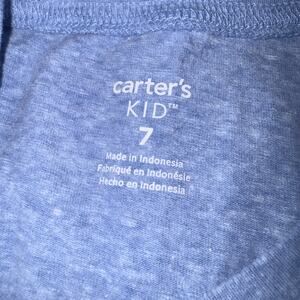 carter's
KID™
7
Made in Indonesia
Fabriqué en Indonésie
Hecho en Indonesia